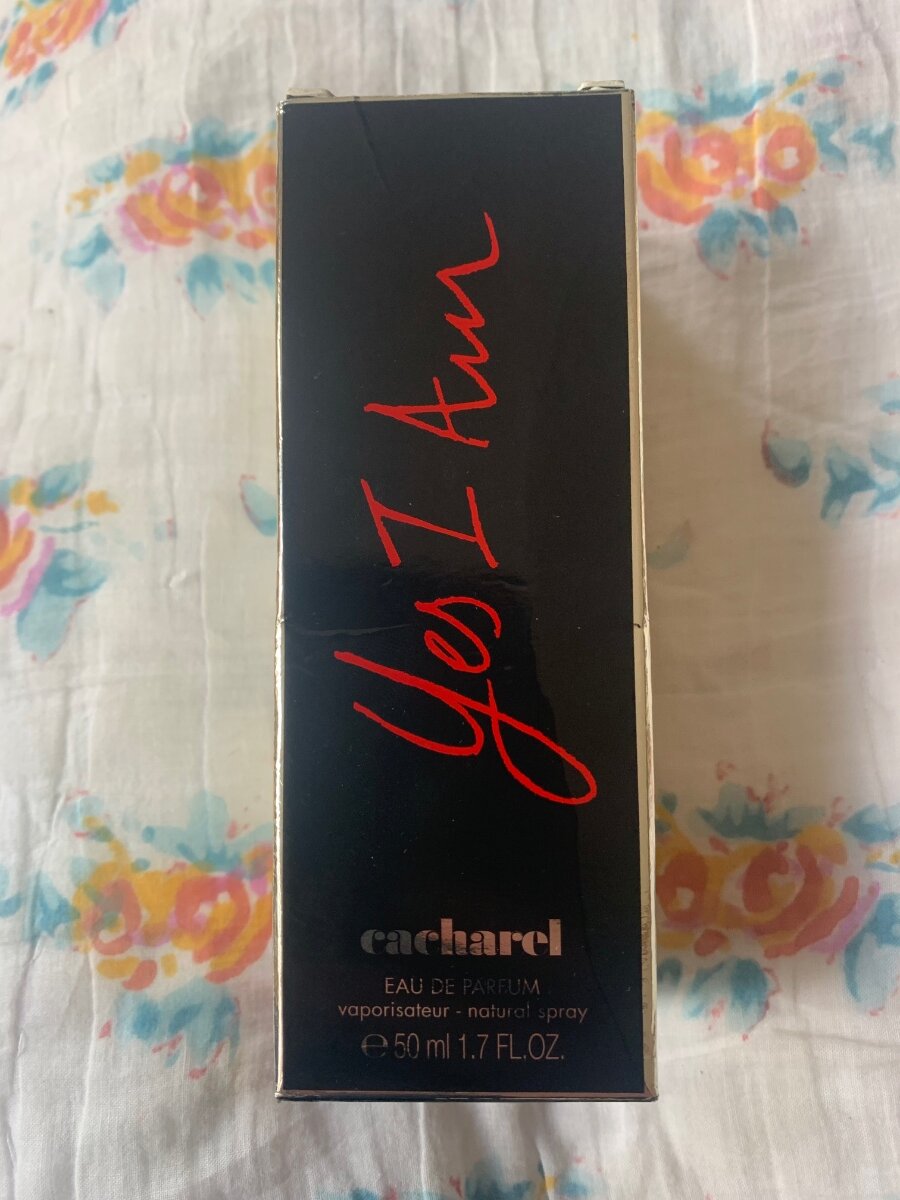 Yes I Am
cacharel
EAU DE PARFUM
vaporisateur - natural spray
℮ 50 ml 1.7 FL.OZ.